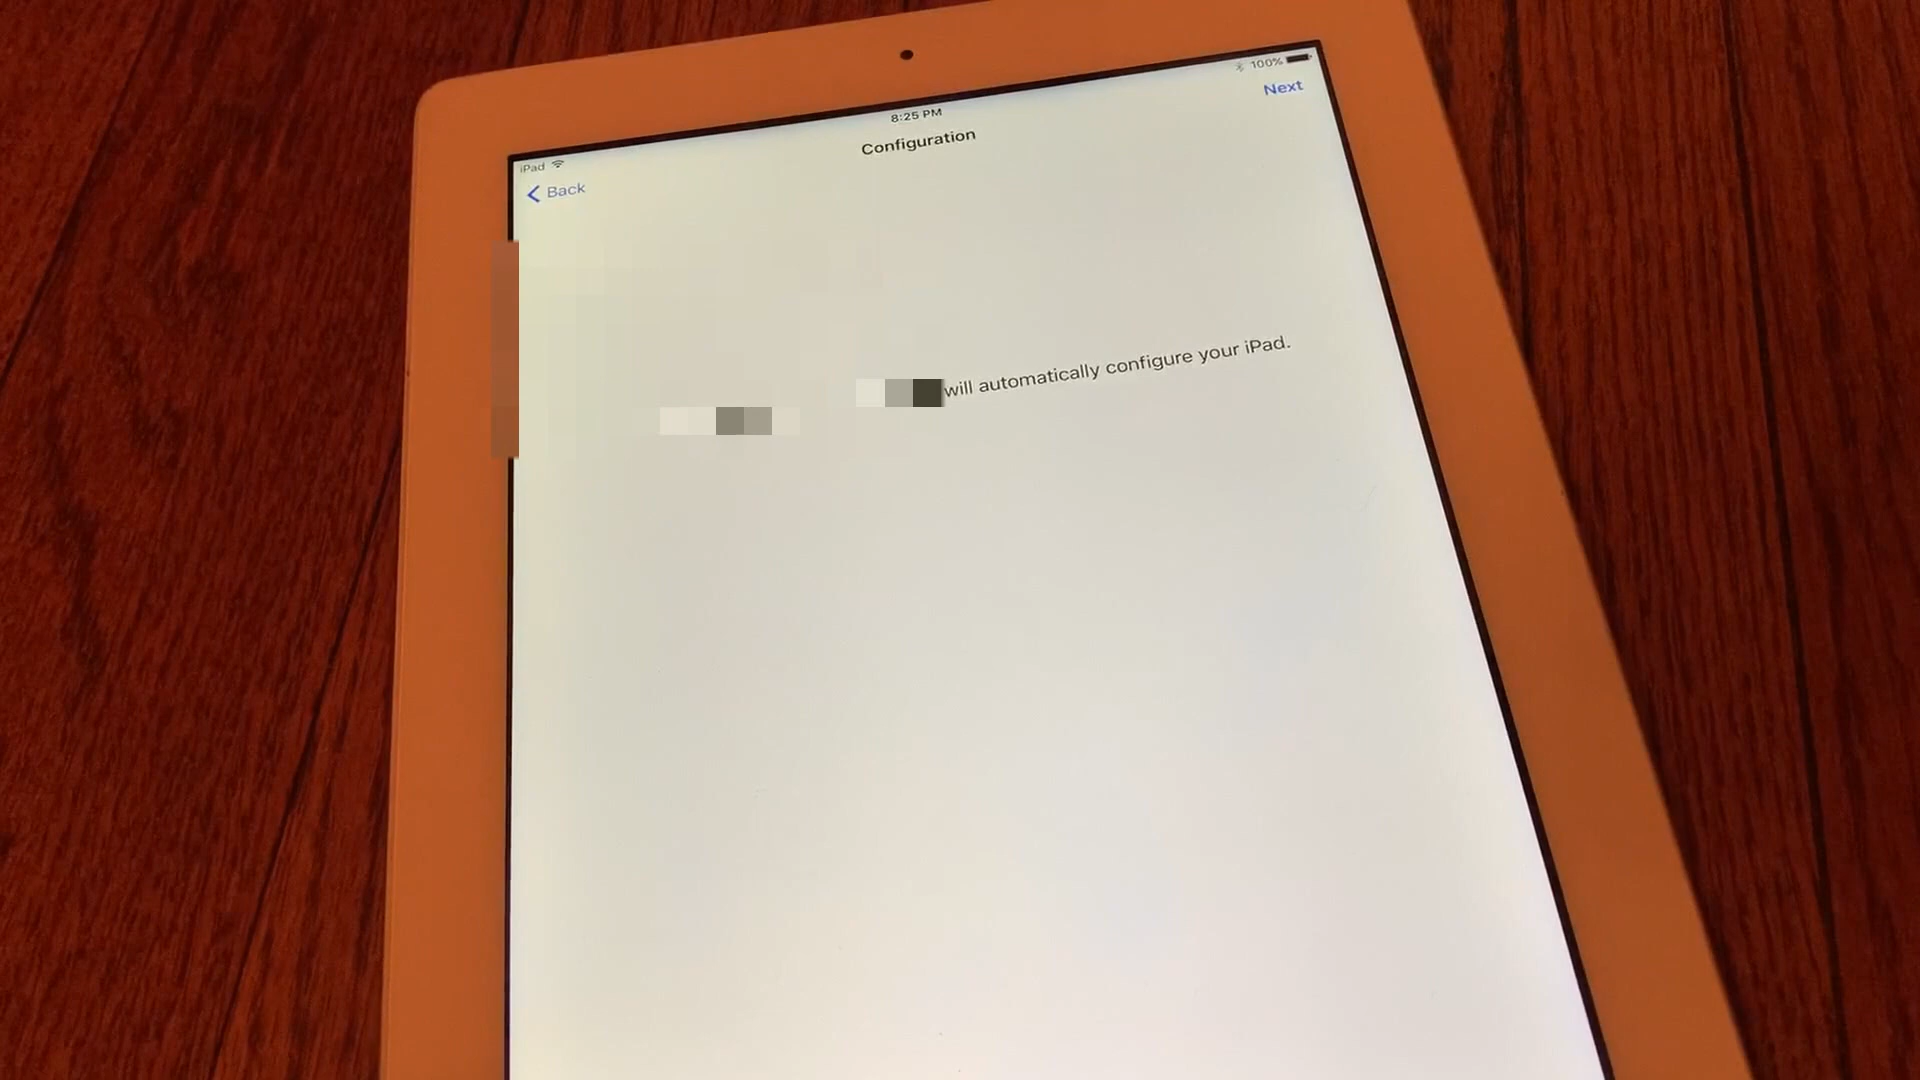 100%
Next
8:25 PM
Configuration
iPad
Back
will automatically configure your iPad.